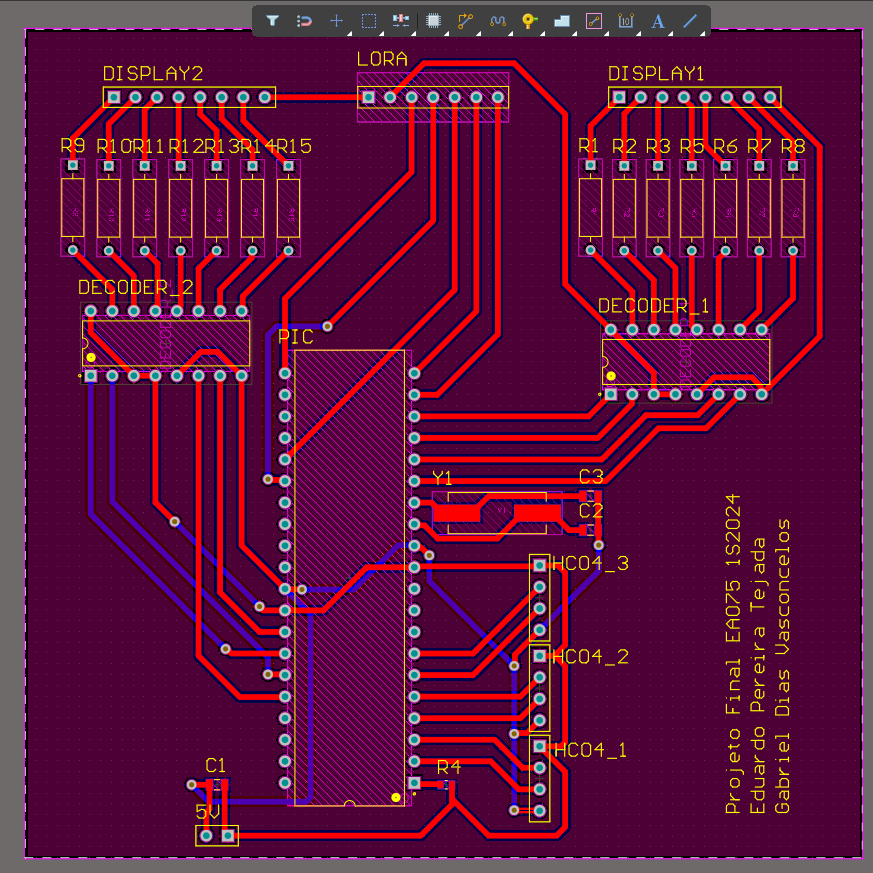 DISPLAY2
LORA
DISPLAY1
R9 R10 R11 R12 R13 R14 R15
R1 R2 R3 R5 R6 R7 R8
DECODER_2
DECODER_1
PIC
Y1
C3
C2
HC04_3
HC04_2
HC04_1
C1
R4
5V
Projeto Final EA075 1S2024
Eduardo Pereira Tejada
Gabriel Dias Vasconcelos